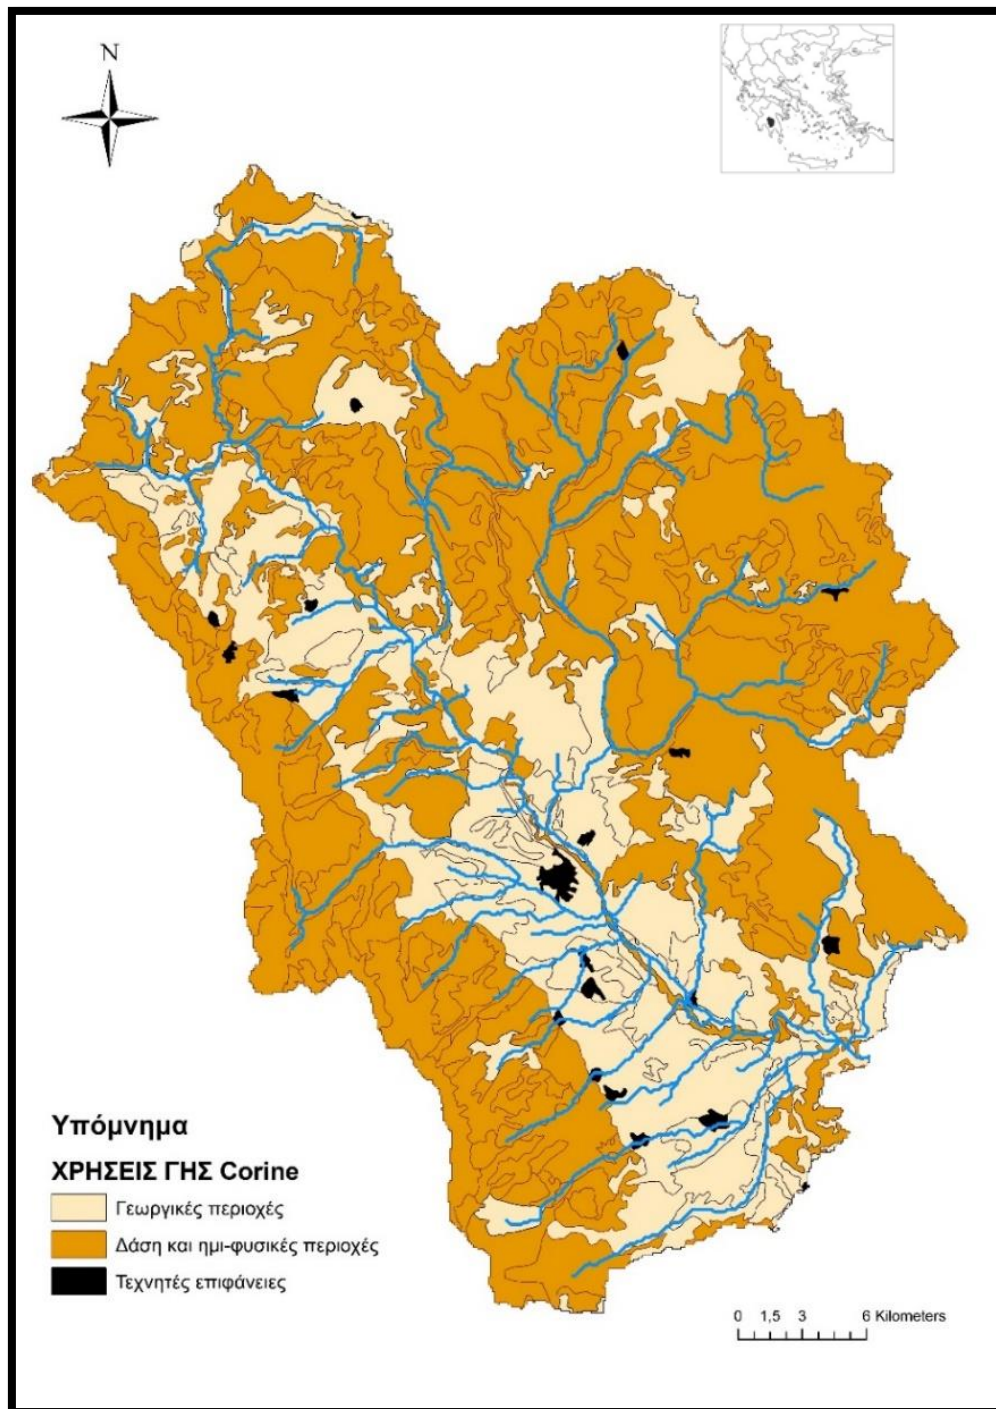 N
Υπόμνημα
ΧΡΗΣΕΙΣ ΓΗΣ Corine
Γεωργικές περιοχές
Δάση και ημι-φυσικές περιοχές
Τεχνητές επιφάνειες
0 1,5 3 6 Kilometers